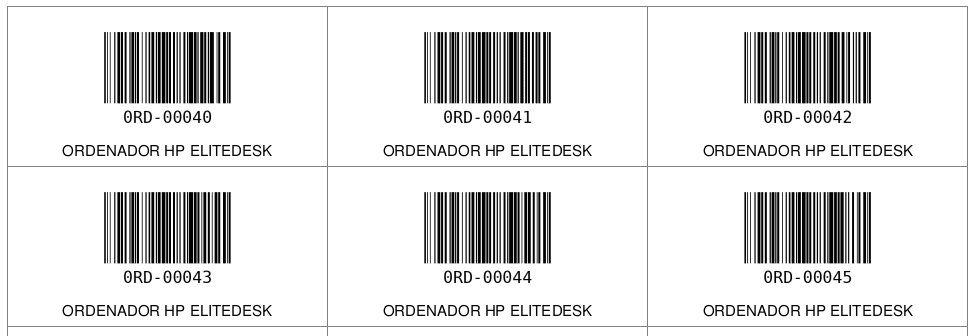 0RD-00040
ORDENADOR HP ELITEDESK
0RD-00041
ORDENADOR HP ELITEDESK
0RD-00042
ORDENADOR HP ELITEDESK
0RD-00043
ORDENADOR HP ELITEDESK
0RD-00044
ORDENADOR HP ELITEDESK
0RD-00045
ORDENADOR HP ELITEDESK